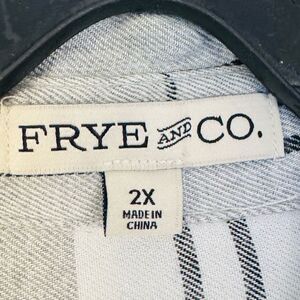 FRYE AND CO.
2X
MADE IN
CHINA